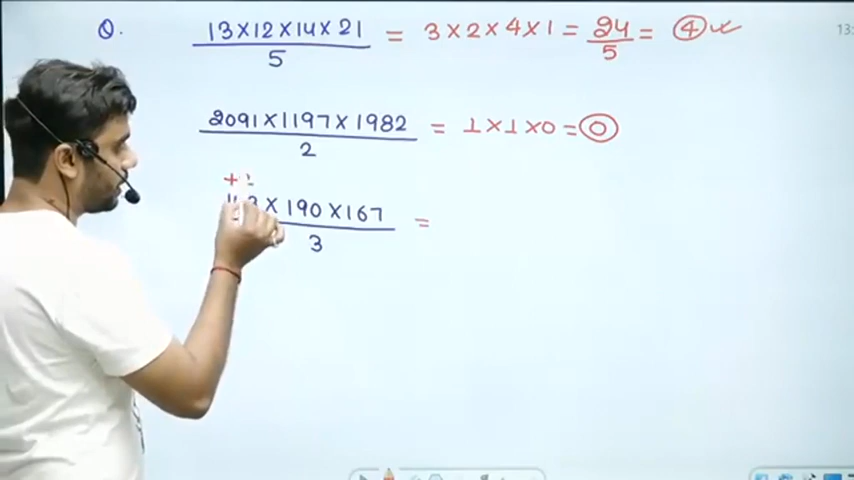 Q. 13×12×14×21 / 5 = 3×2×4×1 = 24/5 = 4 ✓ 13:
2091×1197×1982 / 2 = 1×1×0 = 0
×190×167 / 3 =